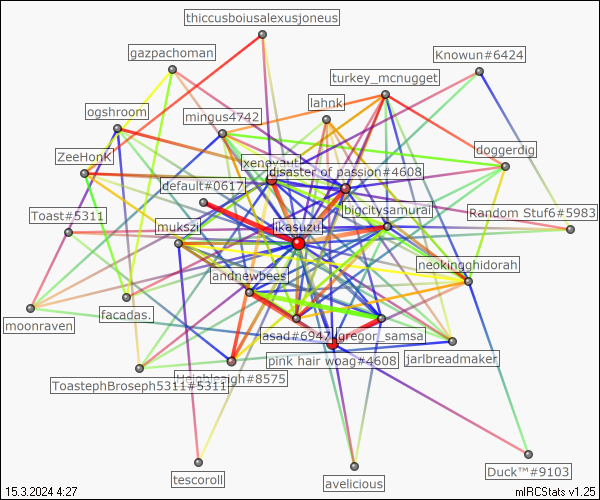 thiccusboiusalexusjoneus
gazpachoman
Knowun#6424
turkey_mcnugget
lahnk
ogshroom
mingus4742
doggerdig
ZeeHonK
xenovaut
disaster of passion#4608
default#0617
bigcitysamurai
Random Stuf6#5983
Toast#5311
mukszi
ikasuzu
neokingghidorah
andnewbees
moonraven
facadas.
asad#6947
gregor_samsa
pink hair woag#4608
jarlbreadmaker
#8575
ToastephBroseph5311#5311
tescoroll
avelicious
Duck™#9103
15.3.2024 4:27
mIRCStats v1.25